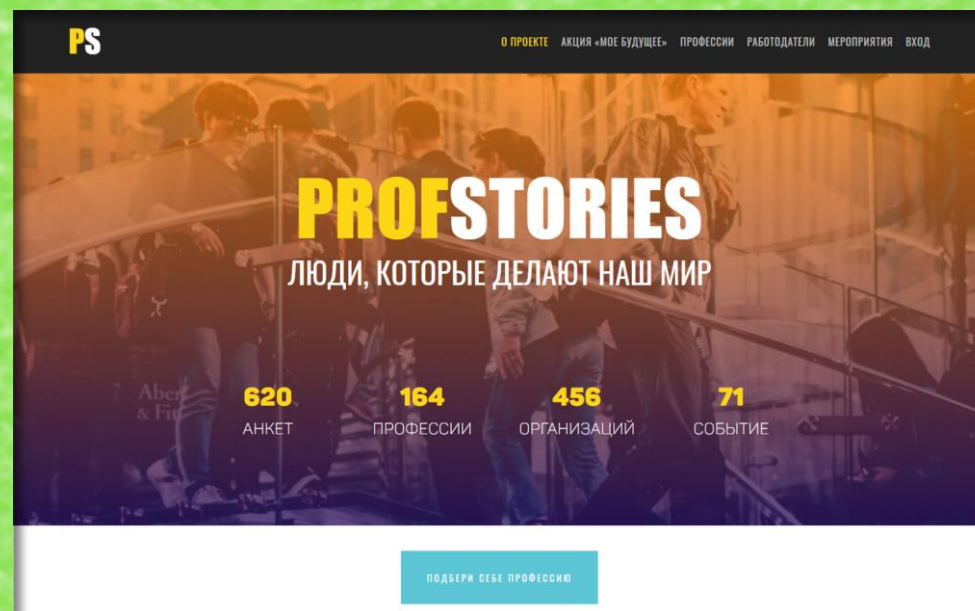 PS
О ПРОЕКТЕ АКЦИЯ «МОЕ БУДУЩЕЕ» ПРОФЕССИИ РАБОТОДАТЕЛИ МЕРОПРИЯТИЯ ВХОД
PROFSTORIES
ЛЮДИ, КОТОРЫЕ ДЕЛАЮТ НАШ МИР
620 164 456 71
АНКЕТ ПРОФЕССИИ ОРГАНИЗАЦИЙ СОБЫТИЕ
ПОДБЕРИ СЕБЕ ПРОФЕССИЮ